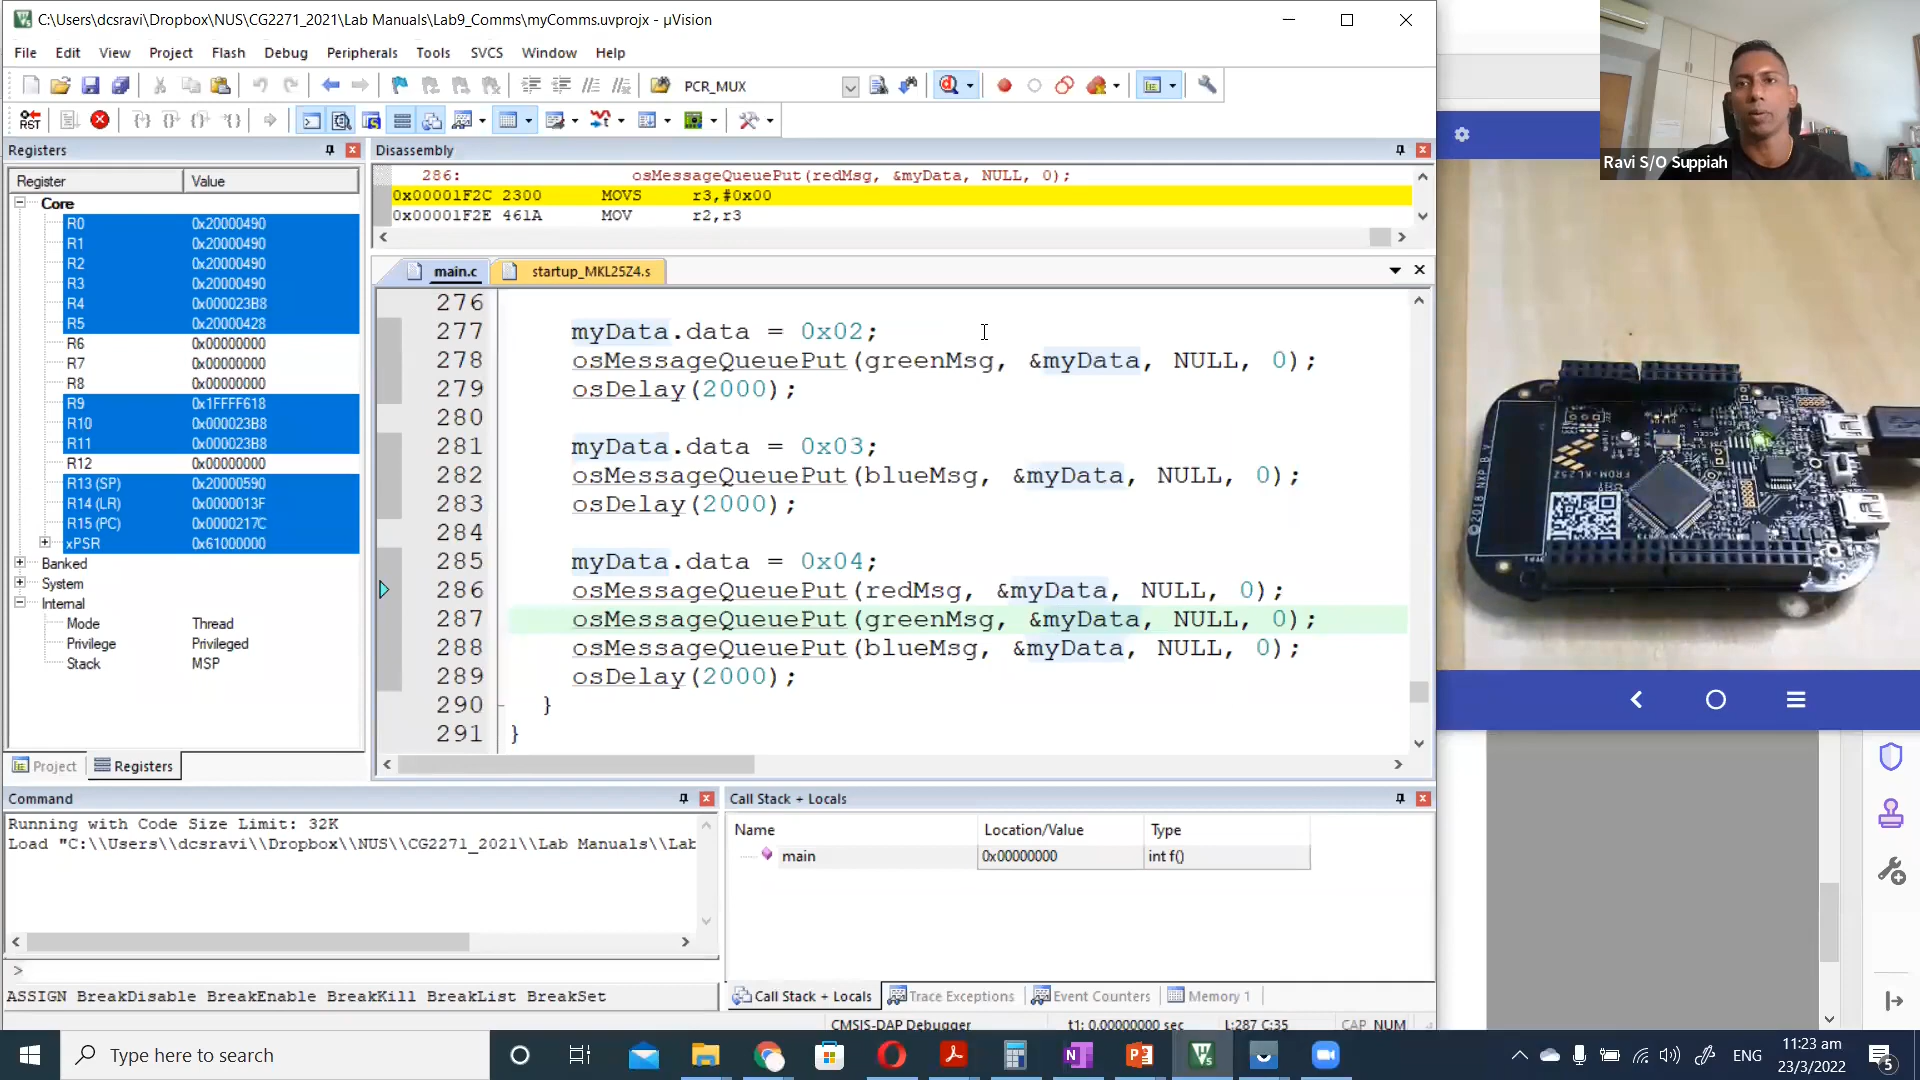 C:\Users\dcsravi\Dropbox\NUS\CG2271_2021\Lab Manuals\Lab9_Comms\myComms.uvprojx - µVision
File Edit View Project Flash Debug Peripherals Tools SVCS Window Help
PCR_MUX
RST
Registers
Register Value
Core
R0 0x20000490
R1 0x20000490
R2 0x20000490
R3 0x20000490
R4 0x000023B8
R5 0x20000428
R6 0x00000000
R7 0x00000000
R8 0x00000000
R9 0x1FFFF618
R10 0x000023B8
R11 0x000023B8
R12 0x00000000
R13 (SP) 0x20000590
R14 (LR) 0x0000013F
R15 (PC) 0x0000217C
xPSR 0x61000000
Banked
System
Internal
Mode Thread
Privilege Privileged
Stack MSP
Project Registers
Disassembly
286: osMessageQueuePut(redMsg, &myData, NULL, 0);
0x00001F2C 2300 MOVS r3,#0x00
0x00001F2E 461A MOV r2,r3
main.c startup_MKL25Z4.s
276
277 myData.data = 0x02;
278 osMessageQueuePut(greenMsg, &myData, NULL, 0);
279 osDelay(2000);
280
281 myData.data = 0x03;
282 osMessageQueuePut(blueMsg, &myData, NULL, 0);
283 osDelay(2000);
284
285 myData.data = 0x04;
286 osMessageQueuePut(redMsg, &myData, NULL, 0);
287 osMessageQueuePut(greenMsg, &myData, NULL, 0);
288 osMessageQueuePut(blueMsg, &myData, NULL, 0);
289 osDelay(2000);
290 }
291 }
Command
Running with Code Size Limit: 32K
Load "C:\\Users\\dcsravi\\Dropbox\\NUS\\CG2271_2021\\Lab Manuals\\Lab
>
ASSIGN BreakDisable BreakEnable BreakKill BreakList BreakSet
Call Stack + Locals
Name Location/Value Type
main 0x00000000 int f()
Call Stack + Locals Trace Exceptions Event Counters Memory 1
CMSIS-DAP Debugger t1: 0.00000000 sec L:287 C:35 CAP NUM
Ravi S/O Suppiah
FRDM-KL25Z
© 2018 NXP B.V
Type here to search
ENG
11:23 am
23/3/2022
5